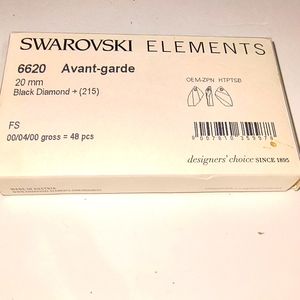 SWAROVSKI ELEMENTS
6620 Avant-garde
20 mm
Black Diamond → (215)
OEM-ZPN HTPTSB
FS
00/04/00 gross = 48 pcs
designers' choice SINCE 1895
MADE IN AUSTRIA